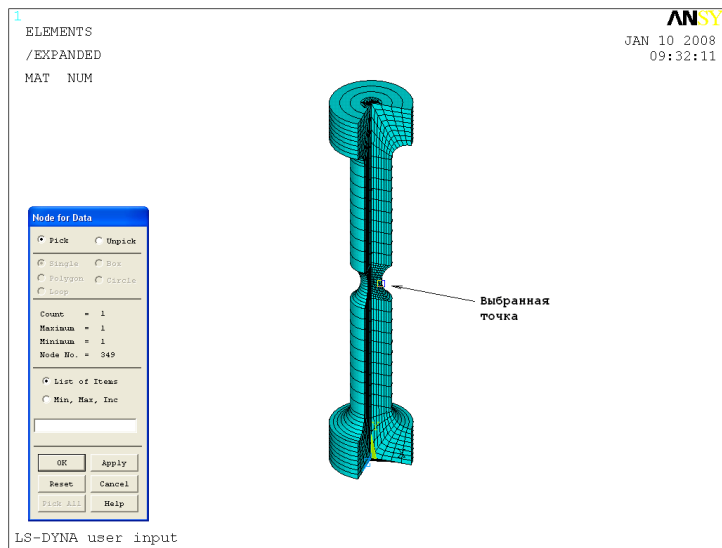 1
ELEMENTS
/EXPANDED
MAT NUM
ANSY
JAN 10 2008
09:32:11
Node for Data
Pick Unpick
Single Box
Polygon Circle
Loop
Count = 1
Maximum = 1
Minimum = 1
Node No. = 349
List of Items
Min, Max, Inc
OK Apply
Reset Cancel
Pick All Help
Выбранная
точка
LS-DYNA user input